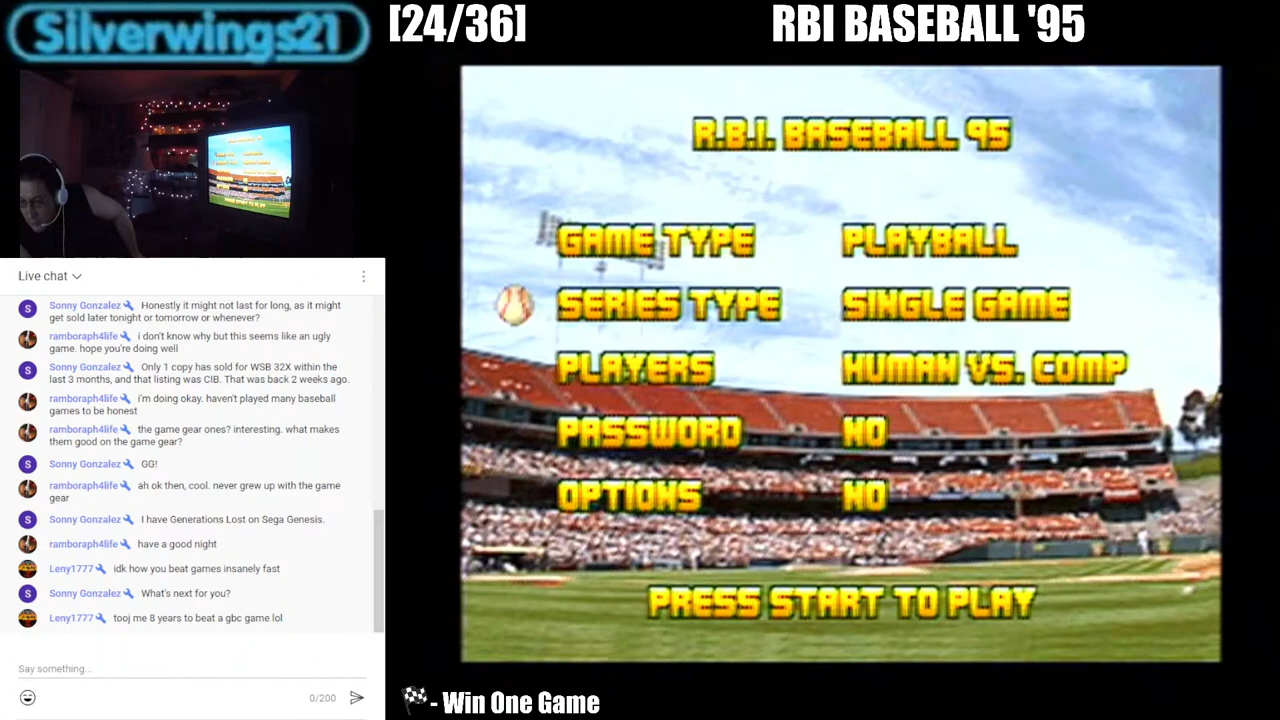 Silverwings21
[24/36]
RBI BASEBALL '95
Live chat
Sonny Gonzalez Honestly it might not last for long, as it might
get sold later tonight or tomorrow or whenever?
ramboraph4life i don't know why but this seems like an ugly
game. hope you're doing well
Sonny Gonzalez Only 1 copy has sold for WSB 32X within the
last 3 months, and that listing was CIB. That was back 2 weeks ago.
ramboraph4life i'm doing okay. haven't played many baseball
games to be honest
ramboraph4life the game gear ones? interesting. what makes
them good on the game gear?
S Sonny Gonzalez GG!
ramboraph4life ah ok then, cool. never grew up with the game
gear
S Sonny Gonzalez I have Generations Lost on Sega Genesis.
ramboraph4life have a good night
Leny1777 idk how you beat games insanely fast
S Sonny Gonzalez What's next for you?
Leny1777 tooj me 8 years to beat a gbc game lol
Say something...
0/200
R.B.I. BASEBALL 95
GAME TYPE PLAYBALL
SERIES TYPE SINGLE GAME
PLAYERS HUMAN VS. COMP
PASSWORD NO
OPTIONS NO
PRESS START TO PLAY
- Win One Game